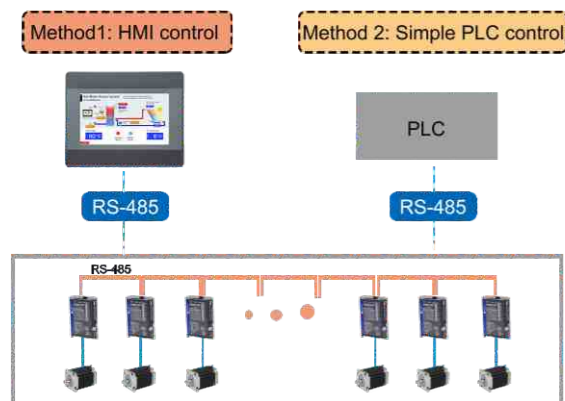 Method1: HMI control
Method 2: Simple PLC control
PLC
RS-485
RS-485
RS-485